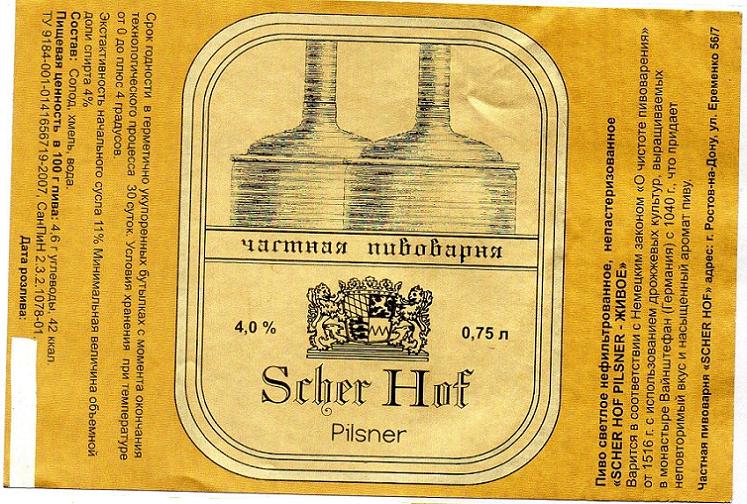 Срок годности в герметично укупоренных бутылках с момента окончания
технологического процесса 30 суток. Условия хранения при температуре
от 0 до плюс 4 градусов.
Экстактивность начального сусла 11% Минимальная величина объемной
доли спирта 4%
Состав: Солод, хмель, вода.
Пищевая ценность в 100 г пива: 4,6 г углеводы, 42 ккал
ТУ 9184-001-0141656719-2007, СанПиН 2.3.2.1078-01.
Дата розлива:
частная пивоварня
4,0 %
0,75 л
Scher Hof
Pilsner
Пиво светлое нефильтрованное, непастеризованное
«SCHER HOF PILSNER - ЖИВОЕ»
Варится в соответствии с Немецким законом «О чистоте пивоварения»
от 1516 г. с использованием дрожжевых культур, выращиваемых
в монастыре Вайнштефан (Германия) с 1040 г., что придает
неповторимый вкус и насыщенный аромат пиву.
Частная пивоварня «SCHER HOF» адрес: г. Ростов-на-Дону, ул. Еременко 56/7